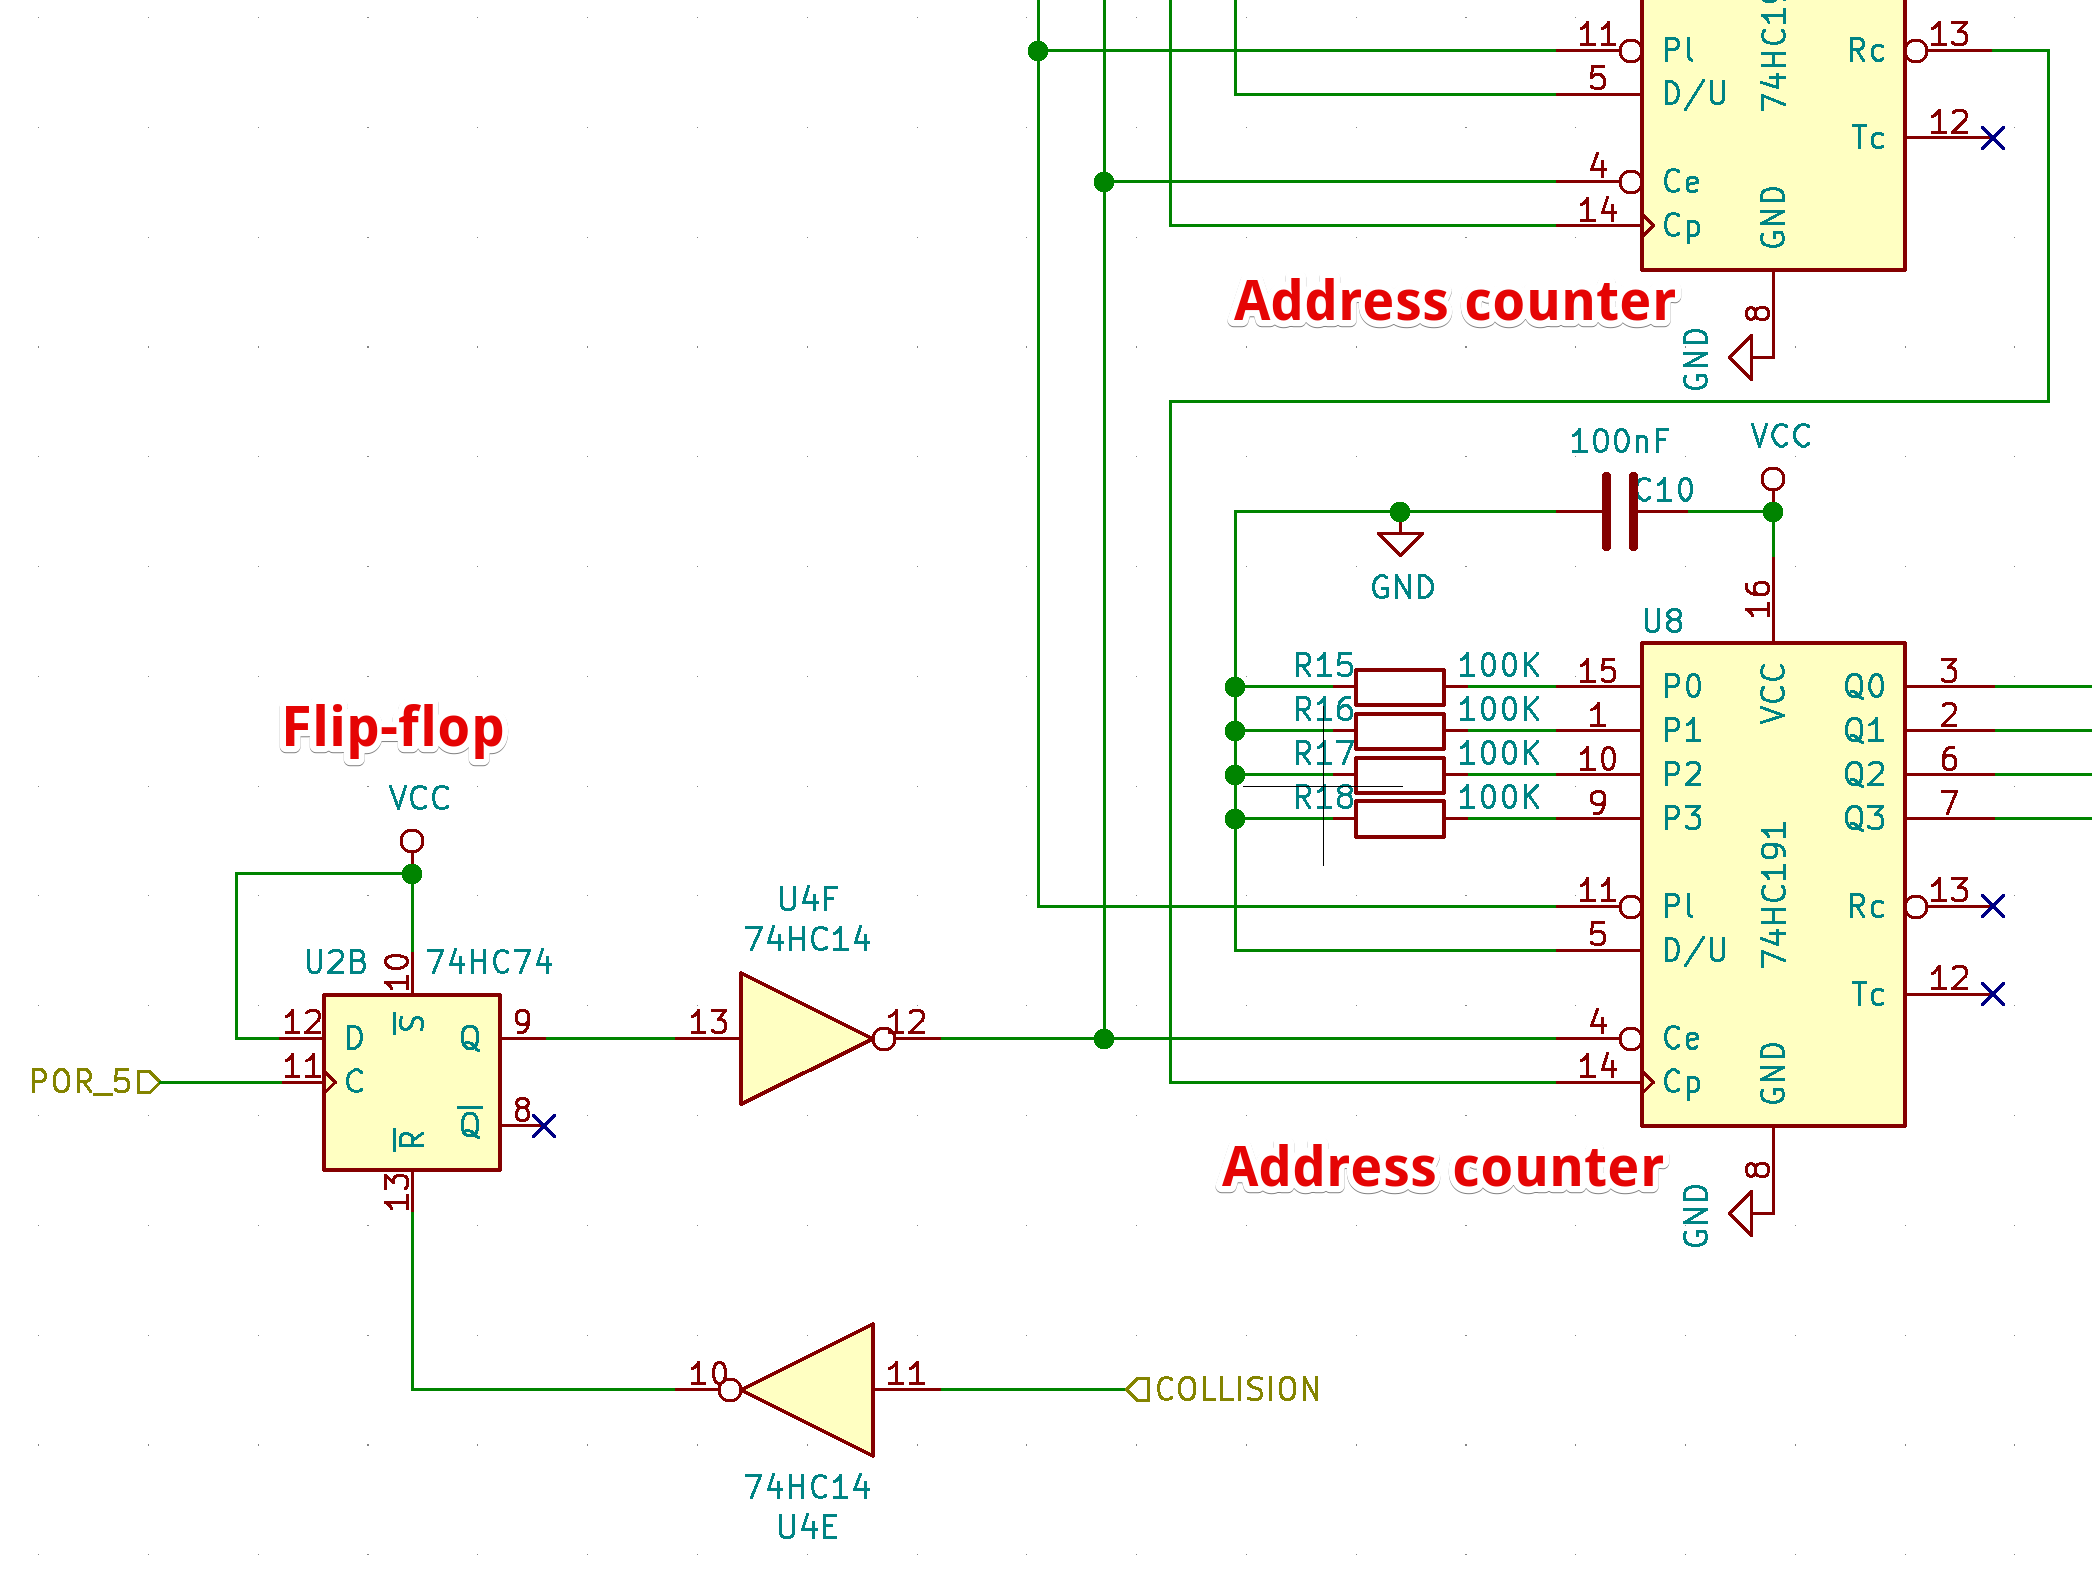 11 Pl Rc 13
5 D/U
Tc 12
4 Ce
14 Cp
GND
8
GND
Address counter
100nF
C10
VCC
GND
16
U8
R15 100K 15 P0 Q0 3
R16 100K 1 P1 Q1 2
R17 100K 10 P2 Q2 6
R18 100K 9 P3 Q3 7
VCC
74HC191
11 Pl Rc 13
5 D/U
Tc 12
4 Ce
14 Cp
GND
8
GND
Address counter
Flip-flop
VCC
U2B 10 74HC74
12 D S Q 9
POR_5 11 C
R Q 8
13
U4F
74HC14
13 12
10 11 COLLISION
74HC14
U4E